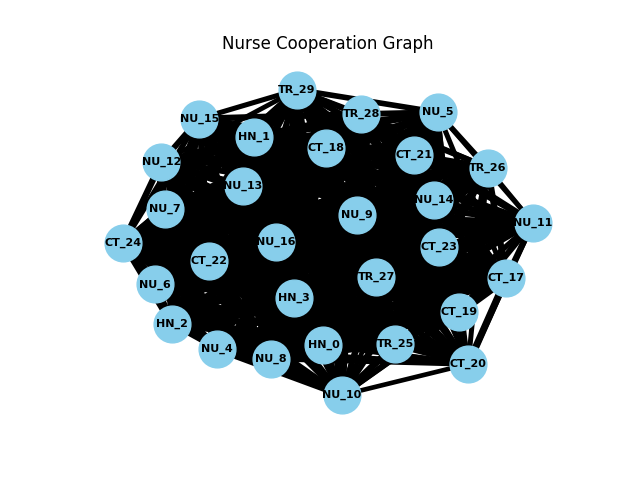 Nurse Cooperation Graph
TR_29
NU_5
TR_28
NU_15
HN_1
CT_18
CT_21
NU_12
TR_26
NU_13
NU_14
NU_7
NU_9
NU_11
CT_24
NU_16
CT_23
CT_22
TR_27
CT_17
NU_6
HN_3
CT_19
HN_2
TR_25
HN_0
NU_4
NU_8
CT_20
NU_10